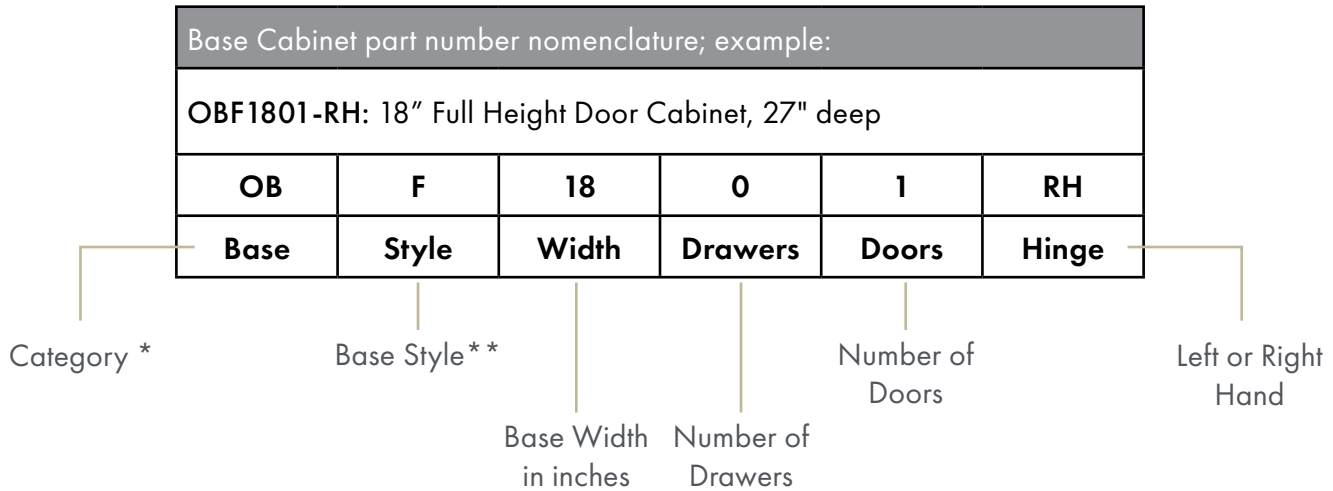 Base Cabinet part number nomenclature; example:
OBF1801-RH: 18” Full Height Door Cabinet, 27" deep
OB F 18 0 1 RH
Base Style Width Drawers Doors Hinge
Category * Base Style** Number of Doors Left or Right Hand
Base Width in inches Number of Drawers